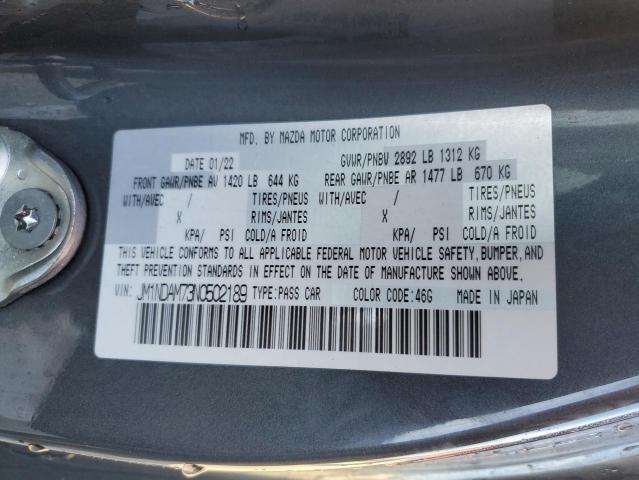 MFD. BY MAZDA MOTOR CORPORATION
DATE 01/22 GVWR/PNBV 2892 LB 1312 KG
FRONT GAWR/PNBE AV 1420 LB 644 KG REAR GAWR/PNBE AR 1477 LB 670 KG
WITH/AVEC / TIRES/PNEUS WITH/AVEC / TIRES/PNEUS
X RIMS/JANTES X RIMS/JANTES
KPA/ PSI COLD/A FROID KPA/ PSI COLD/A FROID
THIS VEHICLE CONFORMS TO ALL APPLICABLE FEDERAL MOTOR VEHICLE SAFETY, BUMPER, AND
THEFT PREVENTION STANDARDS IN EFFECT ON THE DATE OF MANUFACTURE SHOWN ABOVE.
VIN: JM1NDAM73N0502189 TYPE:PASS CAR COLOR CODE:46G MADE IN JAPAN